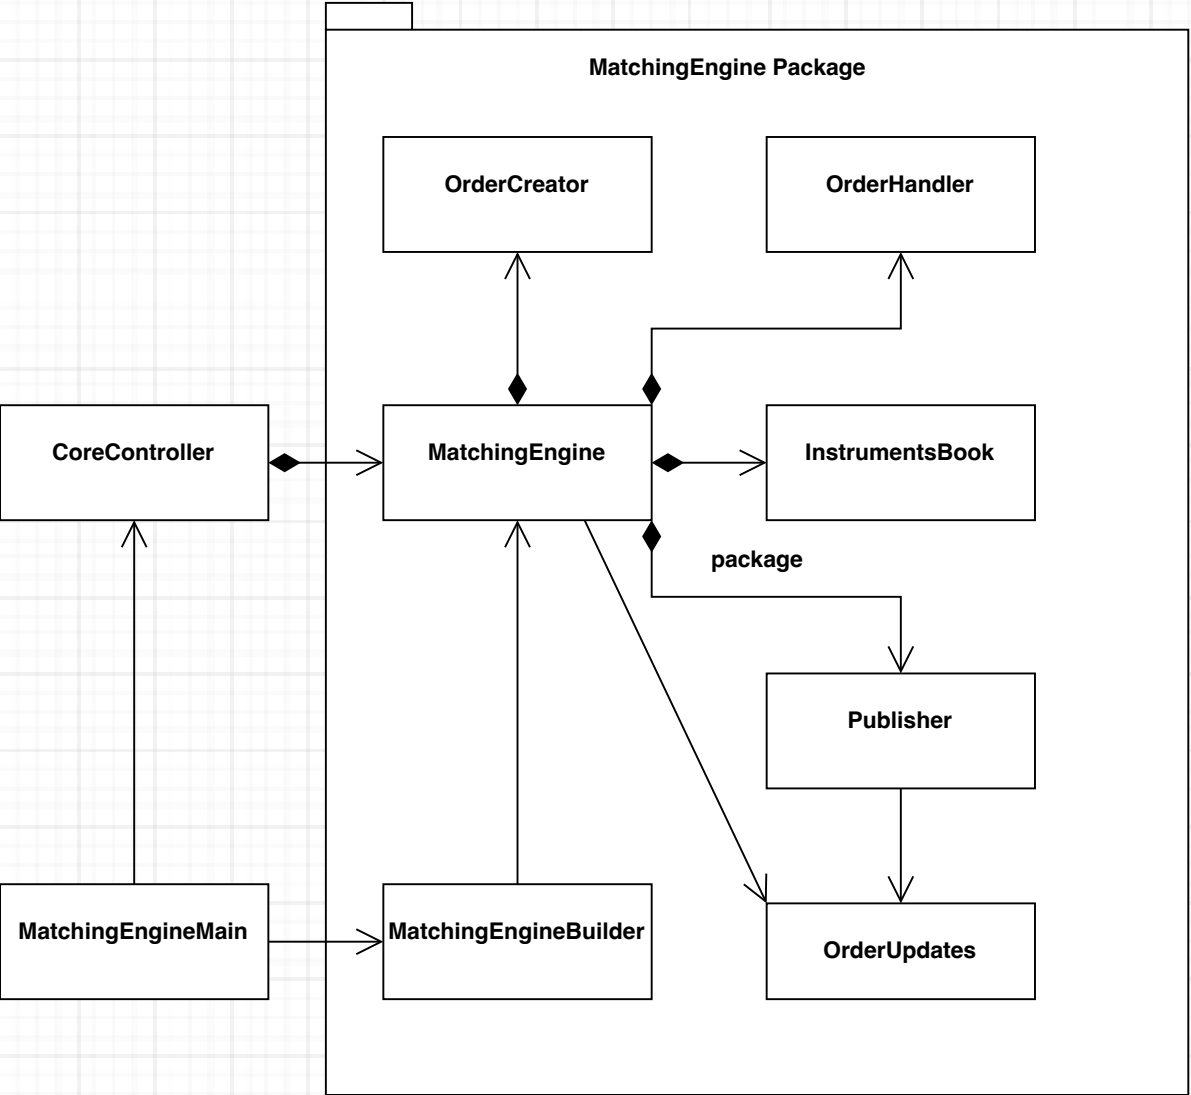 MatchingEngine Package
OrderCreator
OrderHandler
CoreController
MatchingEngine
InstrumentsBook
package
Publisher
MatchingEngineMain
MatchingEngineBuilder
OrderUpdates